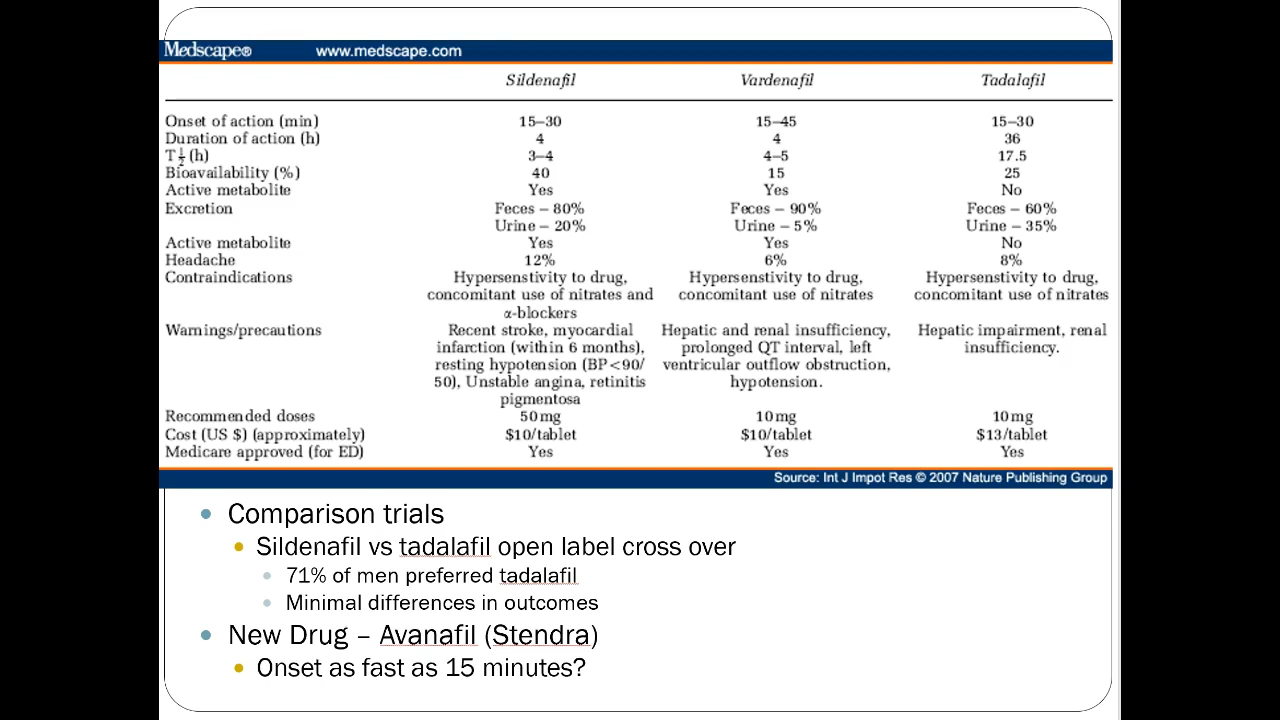 Medscape® www.medscape.com
Sildenafil Vardenafil Tadalafil
Onset of action (min) 15–30 15–45 15–30
Duration of action (h) 4 4 36
T½ (h) 3–4 4–5 17.5
Bioavailability (%) 40 15 25
Active metabolite Yes Yes No
Excretion Feces – 80% Feces – 90% Feces – 60%
Urine – 20% Urine – 5% Urine – 35%
Active metabolite Yes Yes No
Headache 12% 6% 8%
Contraindications Hypersenstivity to drug, Hypersenstivity to drug, Hypersenstivity to drug,
concomitant use of nitrates and concomitant use of nitrates concomitant use of nitrates
α-blockers
Warnings/precautions Recent stroke, myocardial Hepatic and renal insufficiency, Hepatic impairment, renal
infarction (within 6 months), prolonged QT interval, left insufficiency.
resting hypotension (BP<90/ ventricular outflow obstruction,
50), Unstable angina, retinitis hypotension.
pigmentosa
Recommended doses 50 mg 10 mg 10 mg
Cost (US $) (approximately) $10/tablet $10/tablet $13/tablet
Medicare approved (for ED) Yes Yes Yes
Source: Int J Impot Res © 2007 Nature Publishing Group
• Comparison trials
• Sildenafil vs tadalafil open label cross over
• 71% of men preferred tadalafil
• Minimal differences in outcomes
• New Drug – Avanafil (Stendra)
• Onset as fast as 15 minutes?